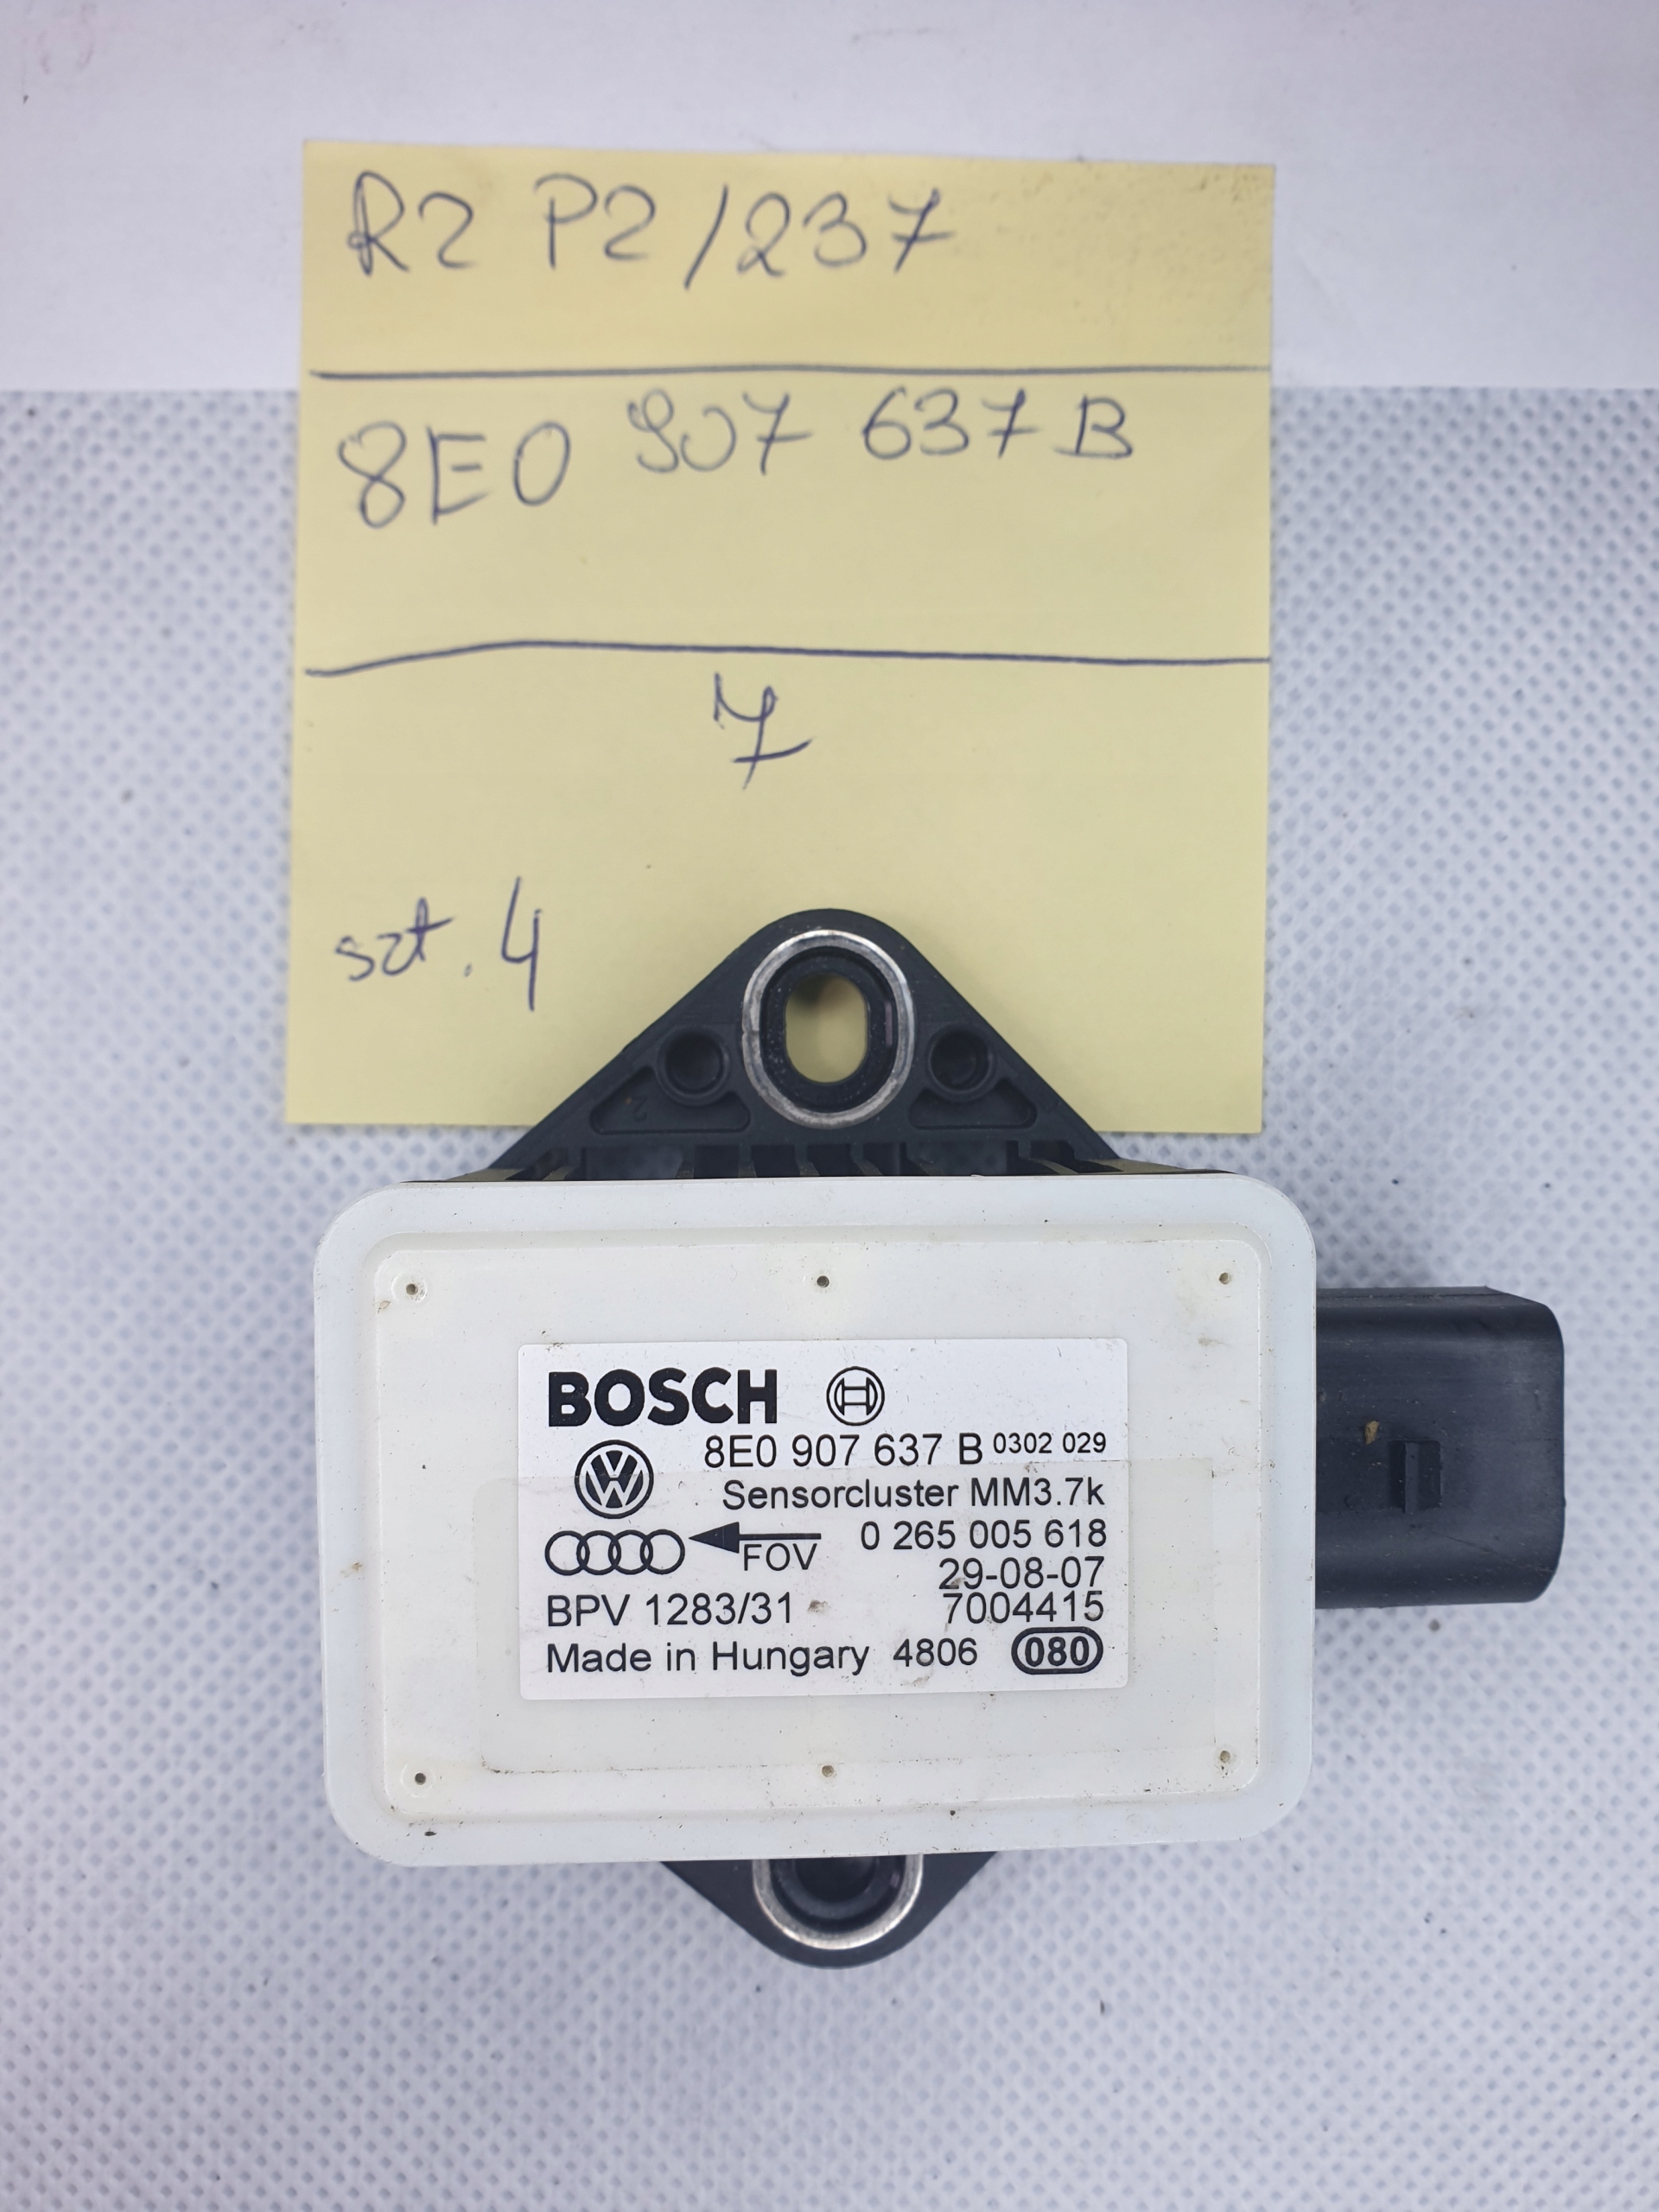 R2 P2/237
8E0 907 637 B
7
szt. 4
BOSCH
8E0 907 637 B 0302 029
Sensorcluster MM3.7k
FOV 0 265 005 618
29-08-07
BPV 1283/31 7004415
Made in Hungary 4806 080